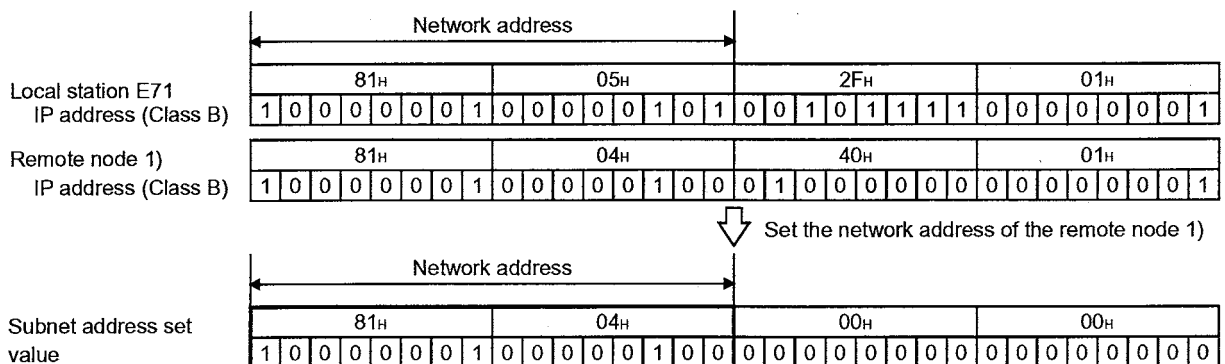 Network address
81H 05H 2FH 01H
Local station E71
IP address (Class B)
1 0 0 0 0 0 0 1 0 0 0 0 0 1 0 1 0 0 1 0 1 1 1 1 0 0 0 0 0 0 0 1
Remote node 1)
81H 04H 40H 01H
IP address (Class B)
1 0 0 0 0 0 0 1 0 0 0 0 0 1 0 0 0 1 0 0 0 0 0 0 0 0 0 0 0 0 0 1
Set the network address of the remote node 1)
Network address
Subnet address set
value
81H 04H 00H 00H
1 0 0 0 0 0 0 1 0 0 0 0 0 1 0 0 0 0 0 0 0 0 0 0 0 0 0 0 0 0 0 0